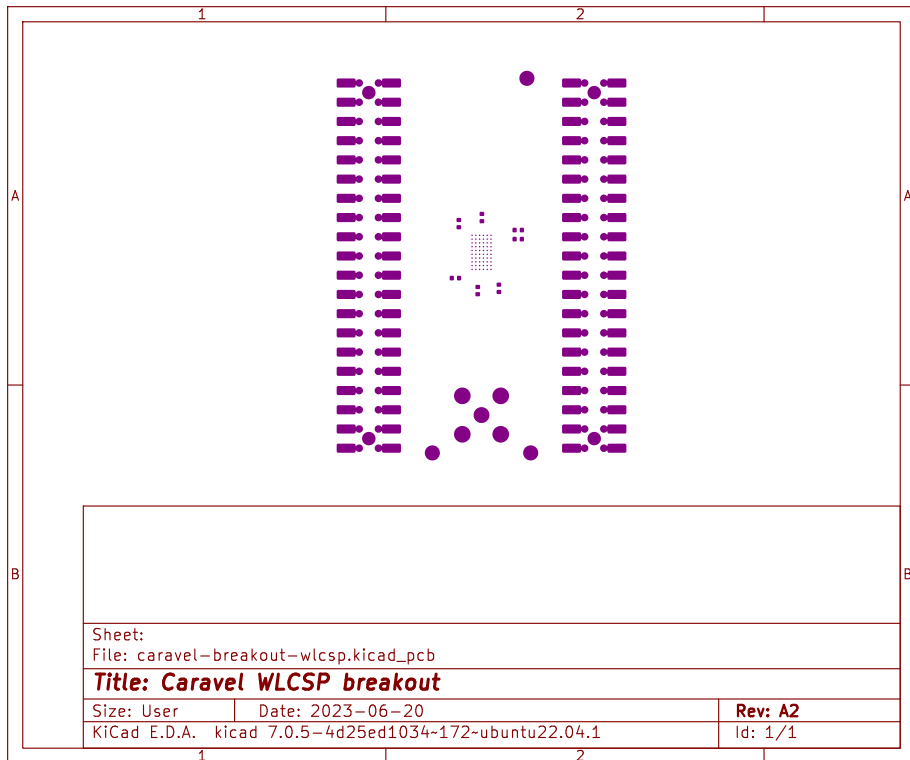 1 2
A A
B B
Sheet:
File: caravel-breakout-wlcsp.kicad_pcb
Title: Caravel WLCSP breakout
Size: User Date: 2023-06-20 Rev: A2
KiCad E.D.A. kicad 7.0.5-4d25ed1034~172~ubuntu22.04.1 Id: 1/1
1 2